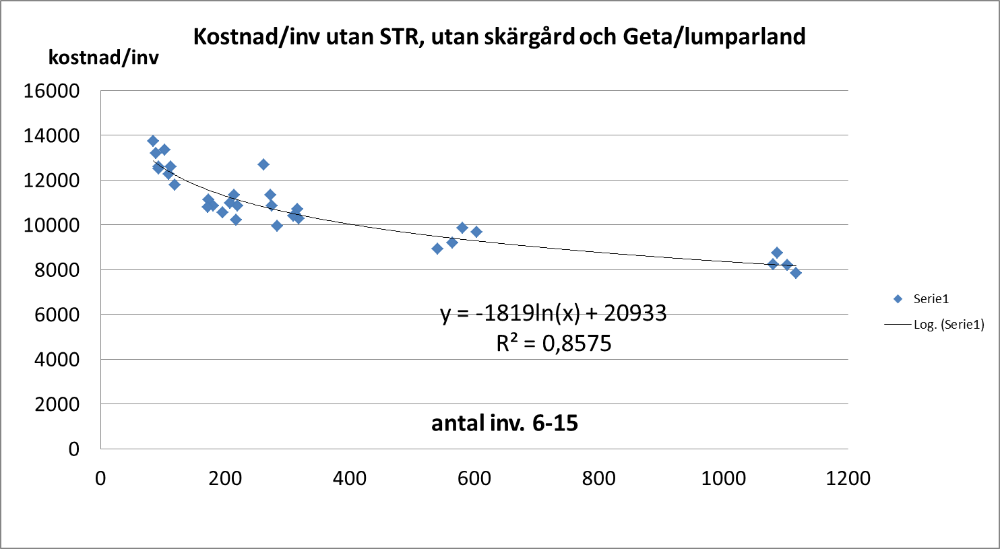 Kostnad/inv utan STR, utan skärgård och Geta/lumparland
kostnad/inv
16000
14000
12000
10000
8000
6000
4000
2000
0
y = -1819ln(x) + 20933
R² = 0,8575
antal inv. 6-15
0 200 400 600 800 1000 1200
Serie1
Log. (Serie1)